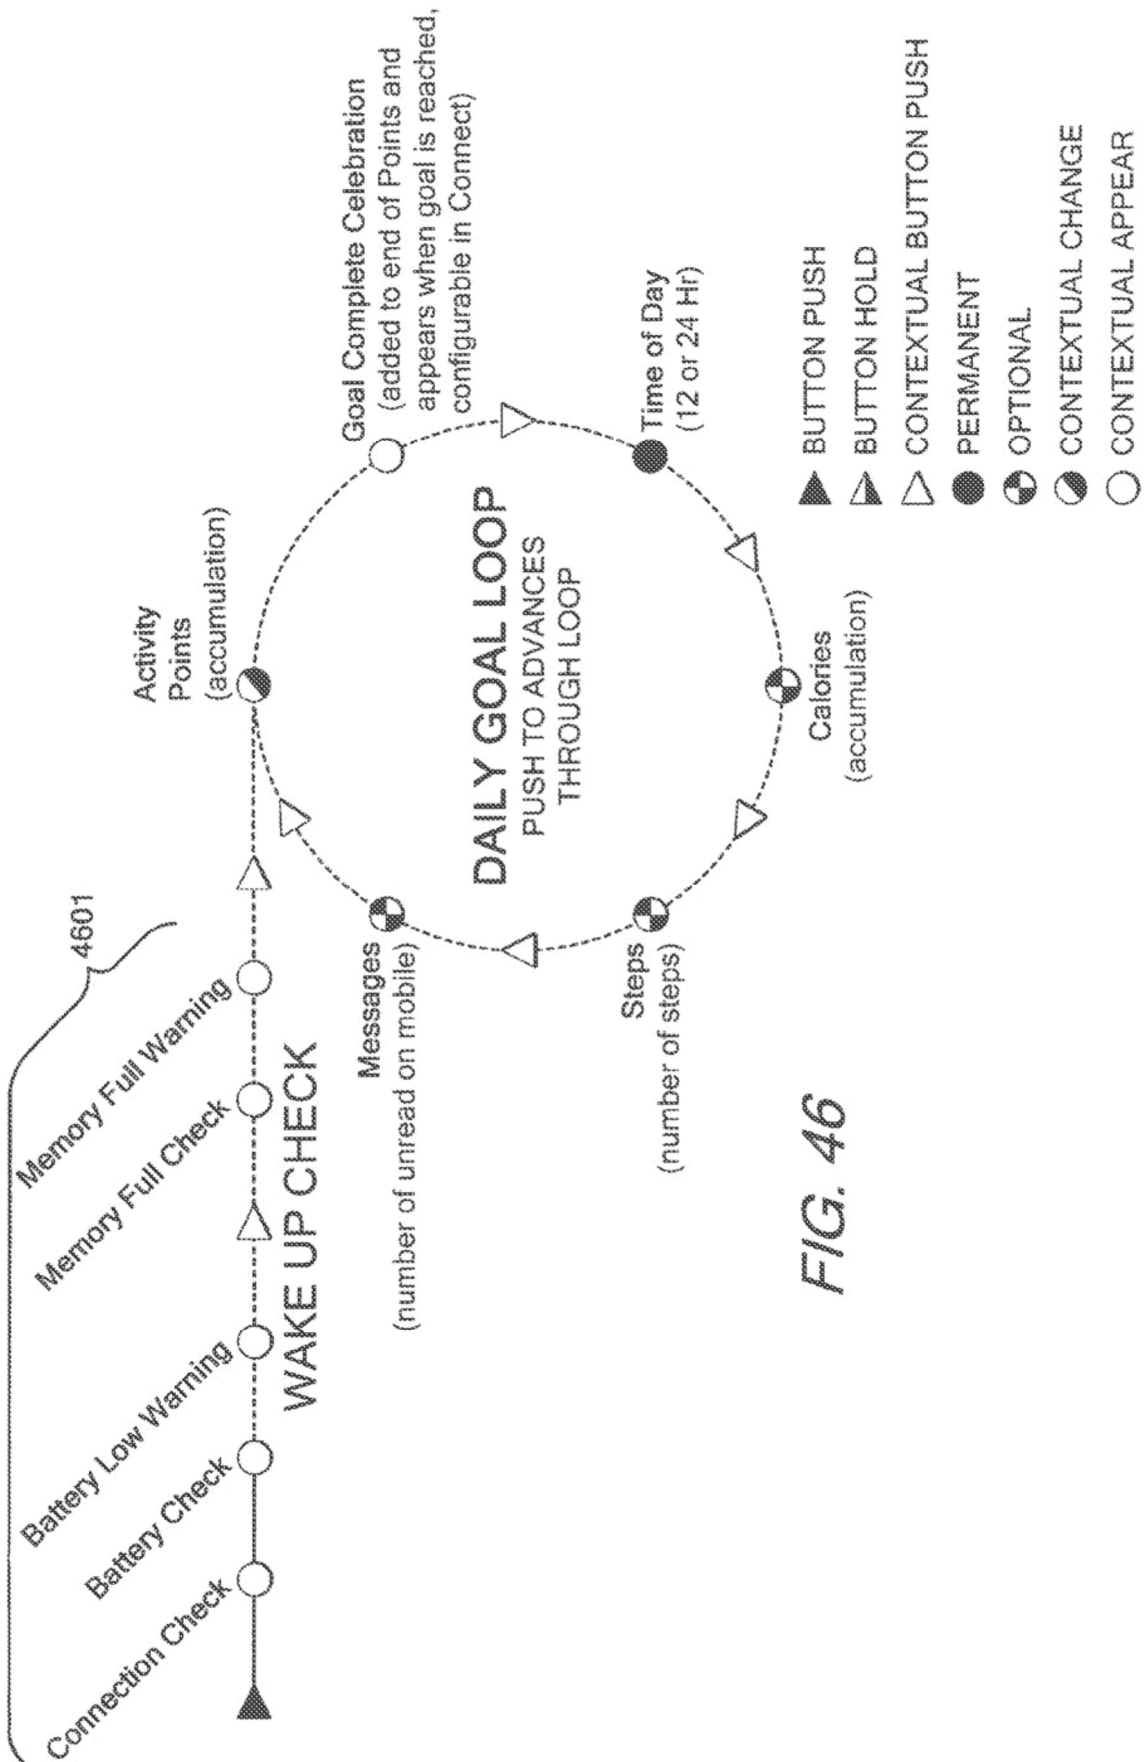 4601
Connection Check
Battery Check
Battery Low Warning
Memory Full Check
Memory Full Warning
WAKE UP CHECK
Activity
Points
(accumulation)
Goal Complete Celebration
(added to end of Points and
appears when goal is reached,
configurable in Connect)
Messages
(number of unread on mobile)
DAILY GOAL LOOP
PUSH TO ADVANCES
THROUGH LOOP
Time of Day
(12 or 24 Hr)
Steps
(number of steps)
Calories
(accumulation)
BUTTON PUSH
BUTTON HOLD
CONTEXTUAL BUTTON PUSH
PERMANENT
OPTIONAL
CONTEXTUAL CHANGE
CONTEXTUAL APPEAR
FIG. 46